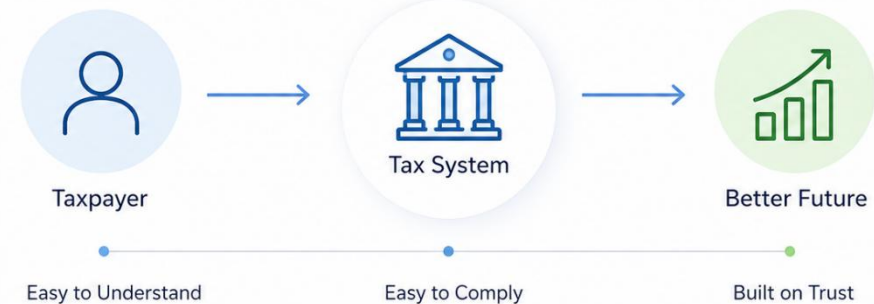 Taxpayer
Tax System
Better Future
Easy to Understand
Easy to Comply
Built on Trust